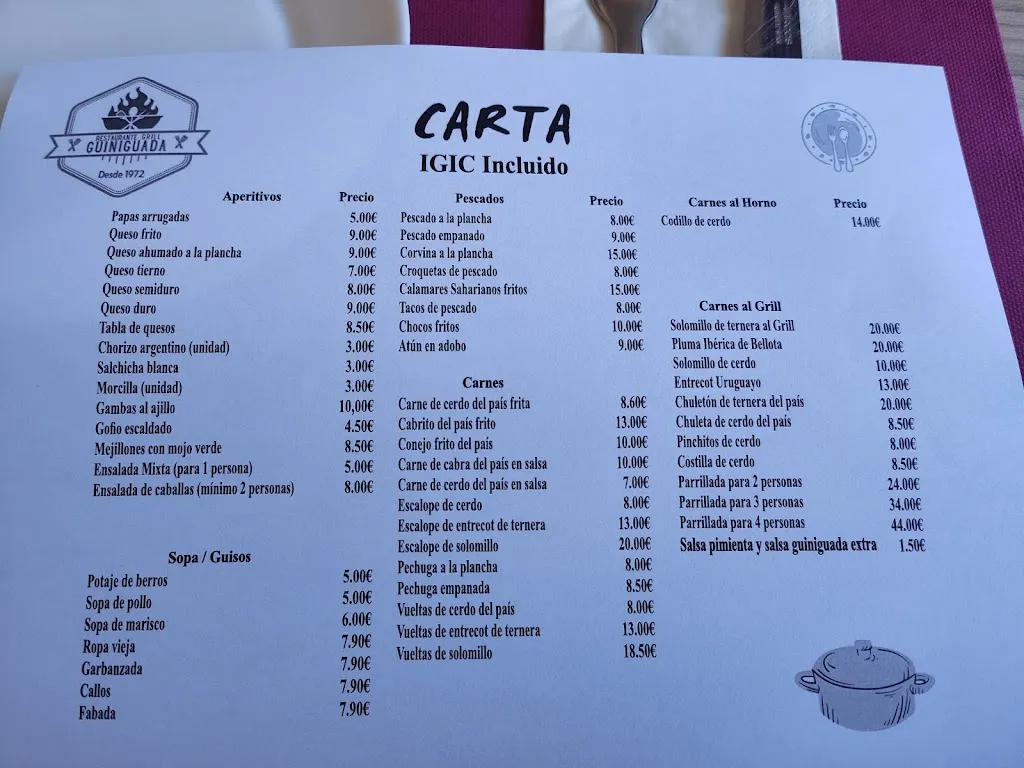 RESTAURANTE GRILL
GUINIGUADA
Desde 1972
CARTA
IGIC Incluido
Aperitivos Precio
Papas arrugadas 5.00€
Queso frito 9.00€
Queso ahumado a la plancha 9.00€
Queso tierno 7.00€
Queso semiduro 8.00€
Queso duro 9.00€
Tabla de quesos 8.50€
Chorizo argentino (unidad) 3.00€
Salchicha blanca 3.00€
Morcilla (unidad) 3.00€
Gambas al ajillo 10,00€
Gofio escaldado 4.50€
Mejillones con mojo verde 8.50€
Ensalada Mixta (para 1 persona) 5.00€
Ensalada de caballas (mínimo 2 personas) 8.00€
Sopa / Guisos
Potaje de berros 5.00€
Sopa de pollo 5.00€
Sopa de marisco 6.00€
Ropa vieja 7.90€
Garbanzada 7.90€
Callos 7.90€
Fabada 7.90€
Pescados Precio
Pescado a la plancha 8.00€
Pescado empanado 9.00€
Corvina a la plancha 15.00€
Croquetas de pescado 8.00€
Calamares Saharianos fritos 15.00€
Tacos de pescado 8.00€
Chocos fritos 10.00€
Atún en adobo 9.00€
Carnes
Carne de cerdo del país frita 8.60€
Cabrito del país frito 13.00€
Conejo frito del país 10.00€
Carne de cabra del país en salsa 10.00€
Carne de cerdo del país en salsa 7.00€
Escalope de cerdo 8.00€
Escalope de entrecot de ternera 13.00€
Escalope de solomillo 20.00€
Pechuga a la plancha 8.00€
Pechuga empanada 8.50€
Vueltas de cerdo del país 8.00€
Vueltas de entrecot de ternera 13.00€
Vueltas de solomillo 18.50€
Carnes al Horno Precio
Codillo de cerdo 14.00€
Carnes al Grill
Solomillo de ternera al Grill 20.00€
Pluma Ibérica de Bellota 20.00€
Solomillo de cerdo 10.00€
Entrecot Uruguayo 13.00€
Chuletón de ternera del país 20.00€
Chuleta de cerdo del país 8.50€
Pinchitos de cerdo 8.00€
Costilla de cerdo 8.50€
Parrillada para 2 personas 24.00€
Parrillada para 3 personas 34.00€
Parrillada para 4 personas 44.00€
Salsa pimienta y salsa guiniguada extra 1.50€